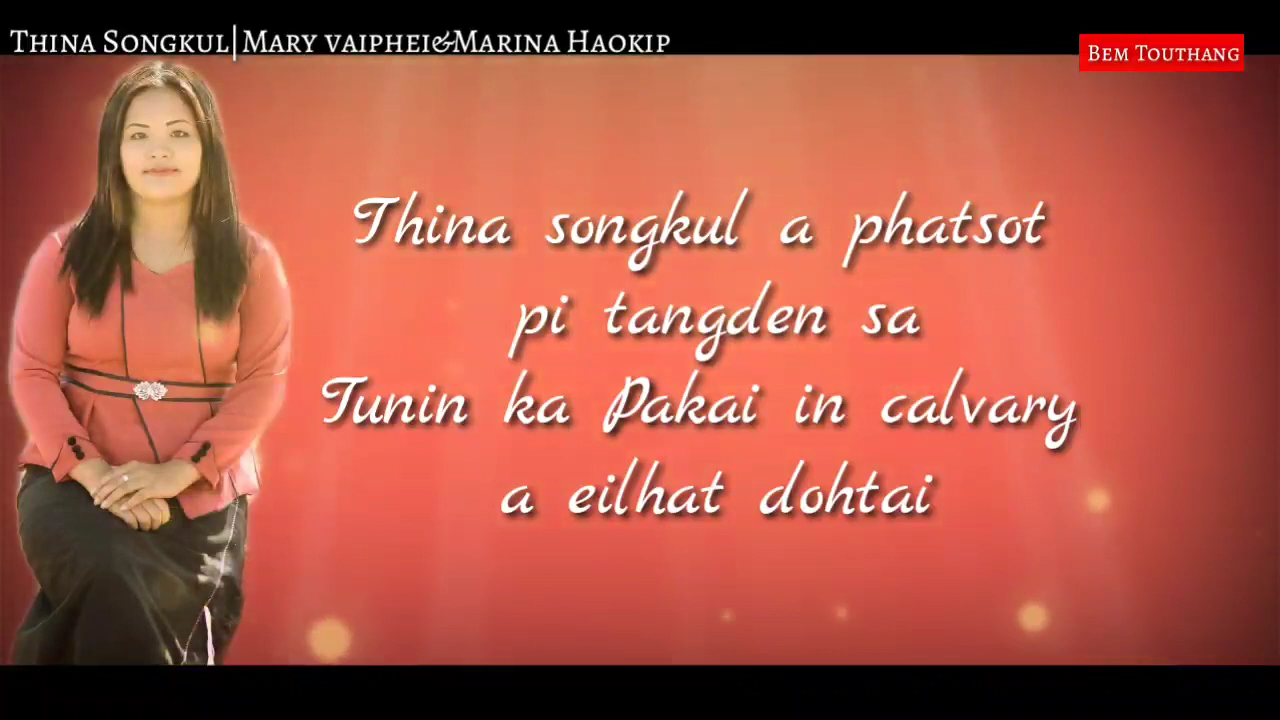 Thina Songkul|Mary vaiphei&Marina Haokip
Bem Touthang
Thina songkul a phatsot
pi tangden sa
Tunin ka Pakai in calvary
a eilhat dohtai